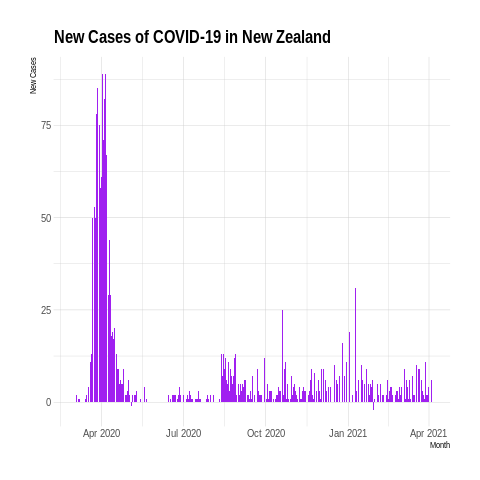 New Cases of COVID-19 in New Zealand
New Cases
75
50
25
0
Apr 2020 Jul 2020 Oct 2020 Jan 2021 Apr 2021
Month